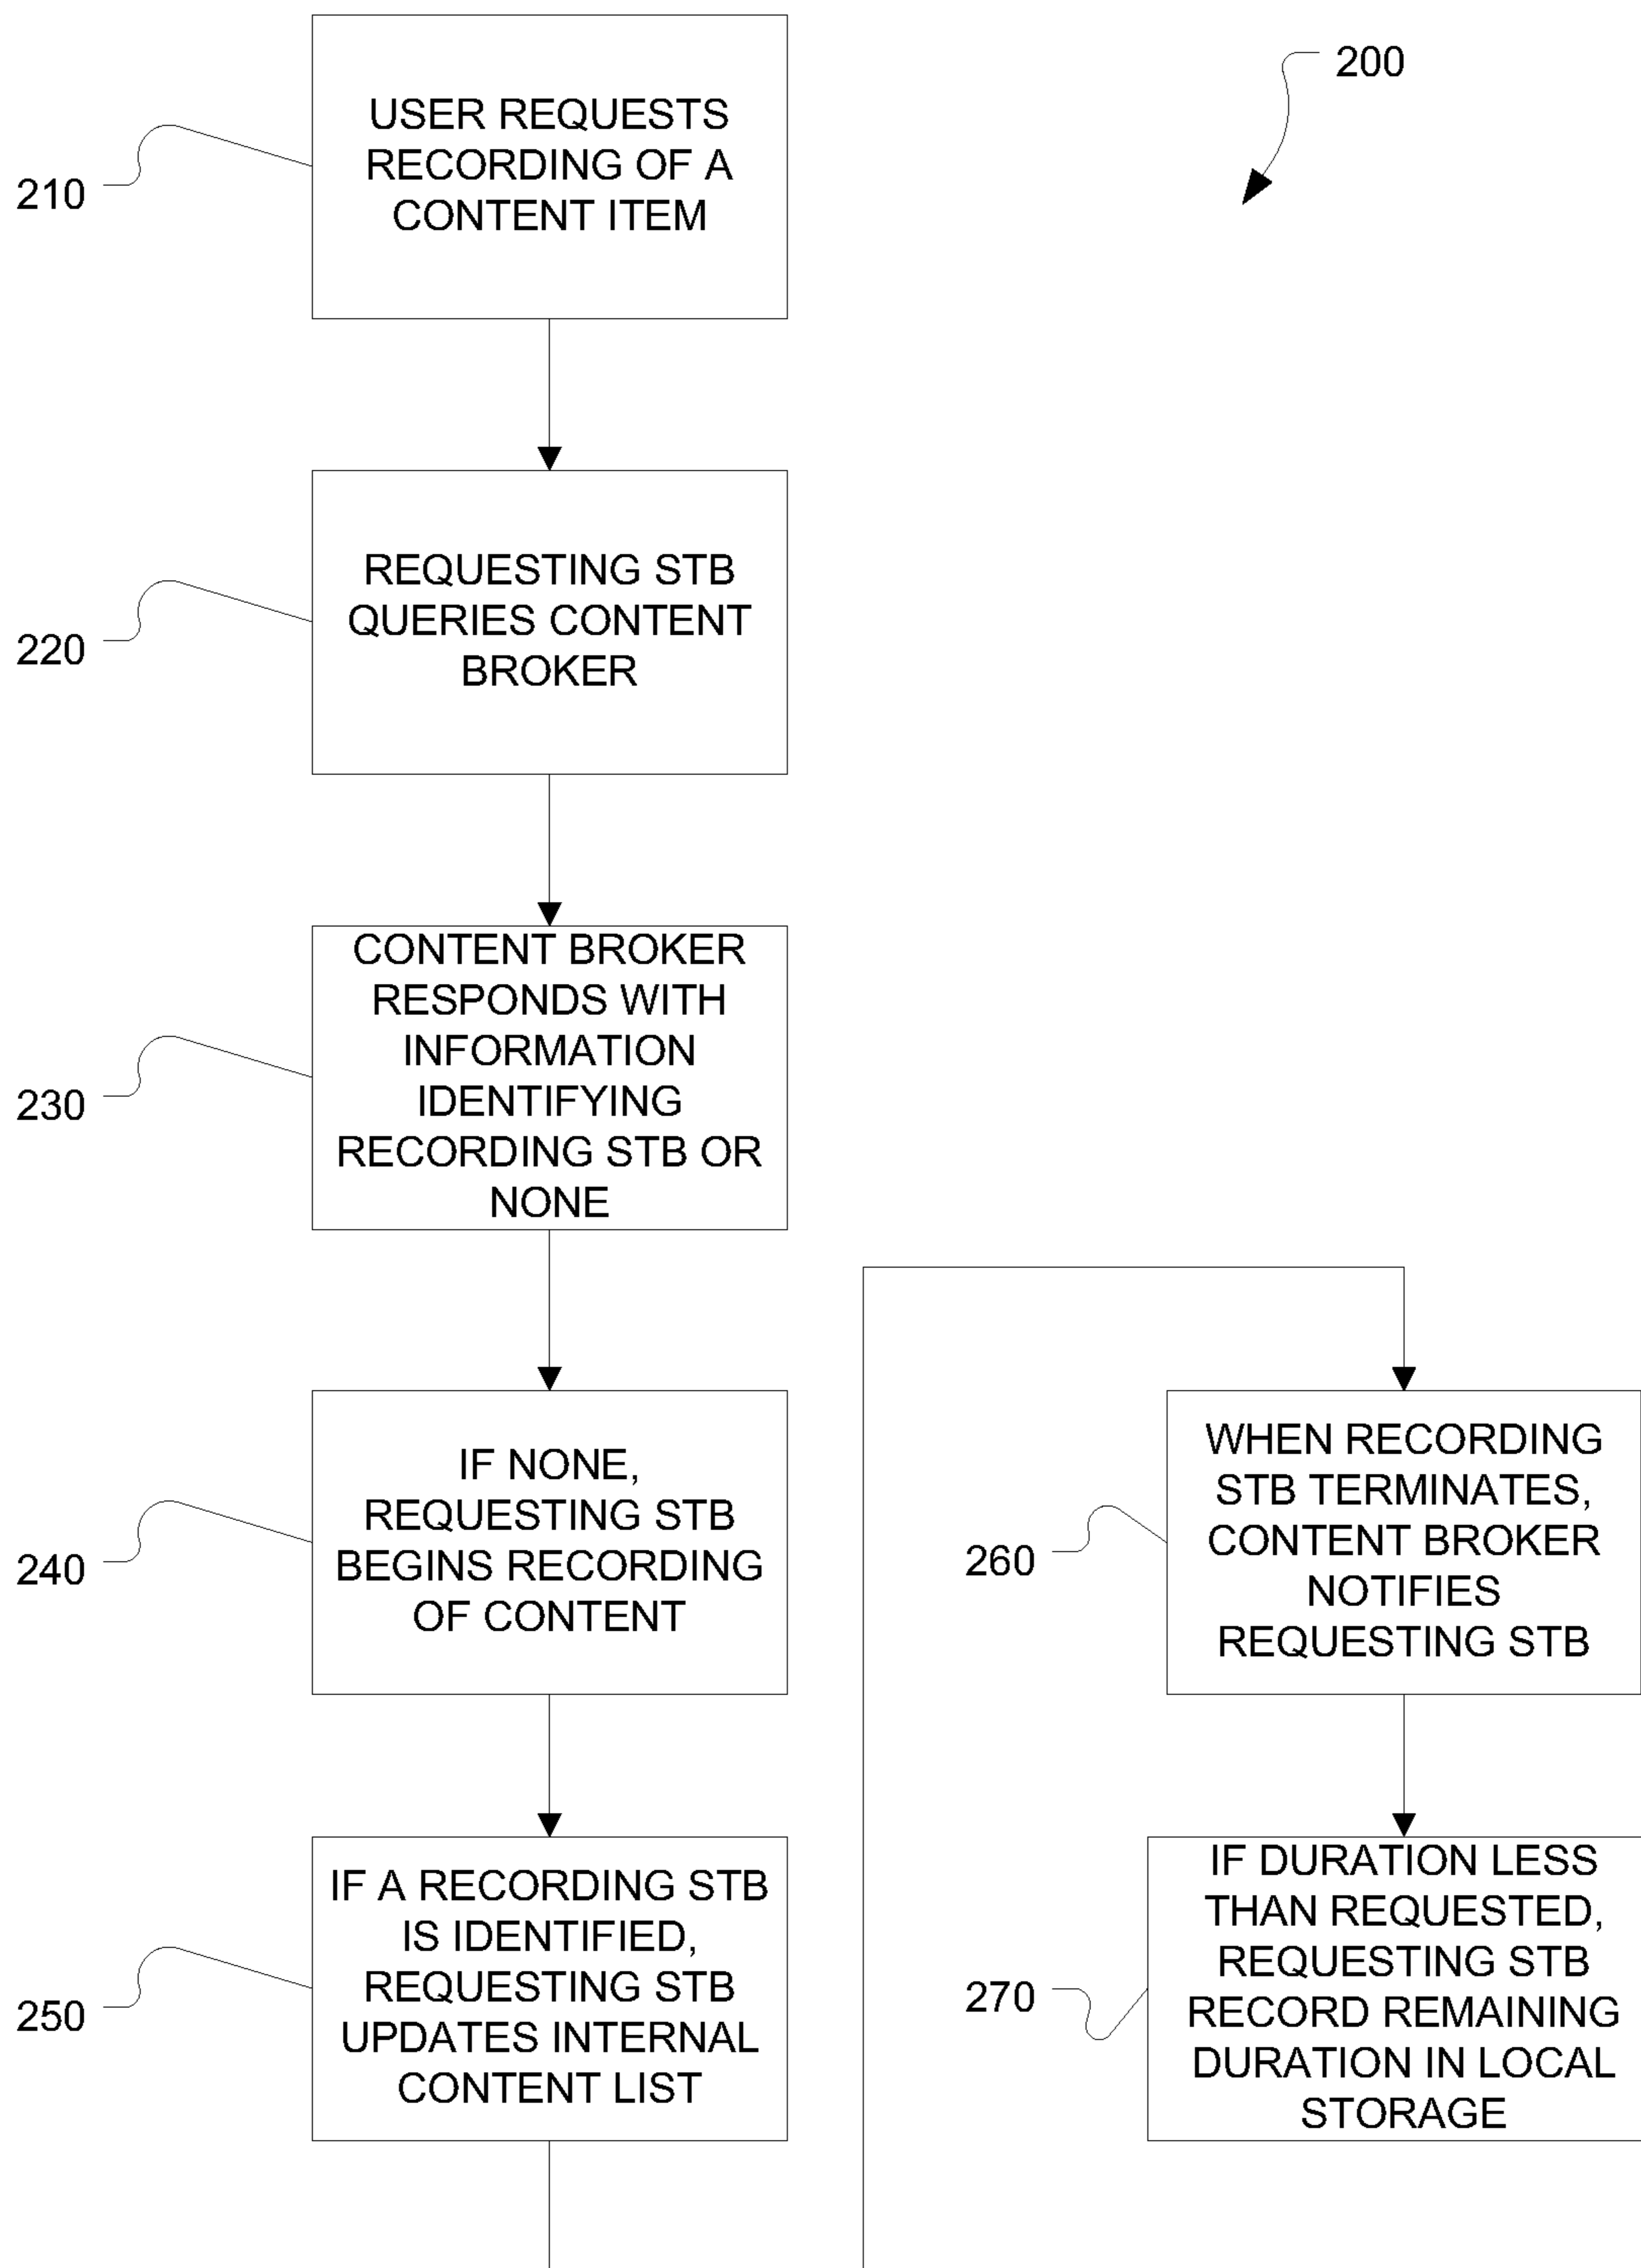 200
210
USER REQUESTS
RECORDING OF A
CONTENT ITEM
220
REQUESTING STB
QUERIES CONTENT
BROKER
230
CONTENT BROKER
RESPONDS WITH
INFORMATION
IDENTIFYING
RECORDING STB OR
NONE
240
IF NONE,
REQUESTING STB
BEGINS RECORDING
OF CONTENT
250
IF A RECORDING STB
IS IDENTIFIED,
REQUESTING STB
UPDATES INTERNAL
CONTENT LIST
260
WHEN RECORDING
STB TERMINATES,
CONTENT BROKER
NOTIFIES
REQUESTING STB
270
IF DURATION LESS
THAN REQUESTED,
REQUESTING STB
RECORD REMAINING
DURATION IN LOCAL
STORAGE